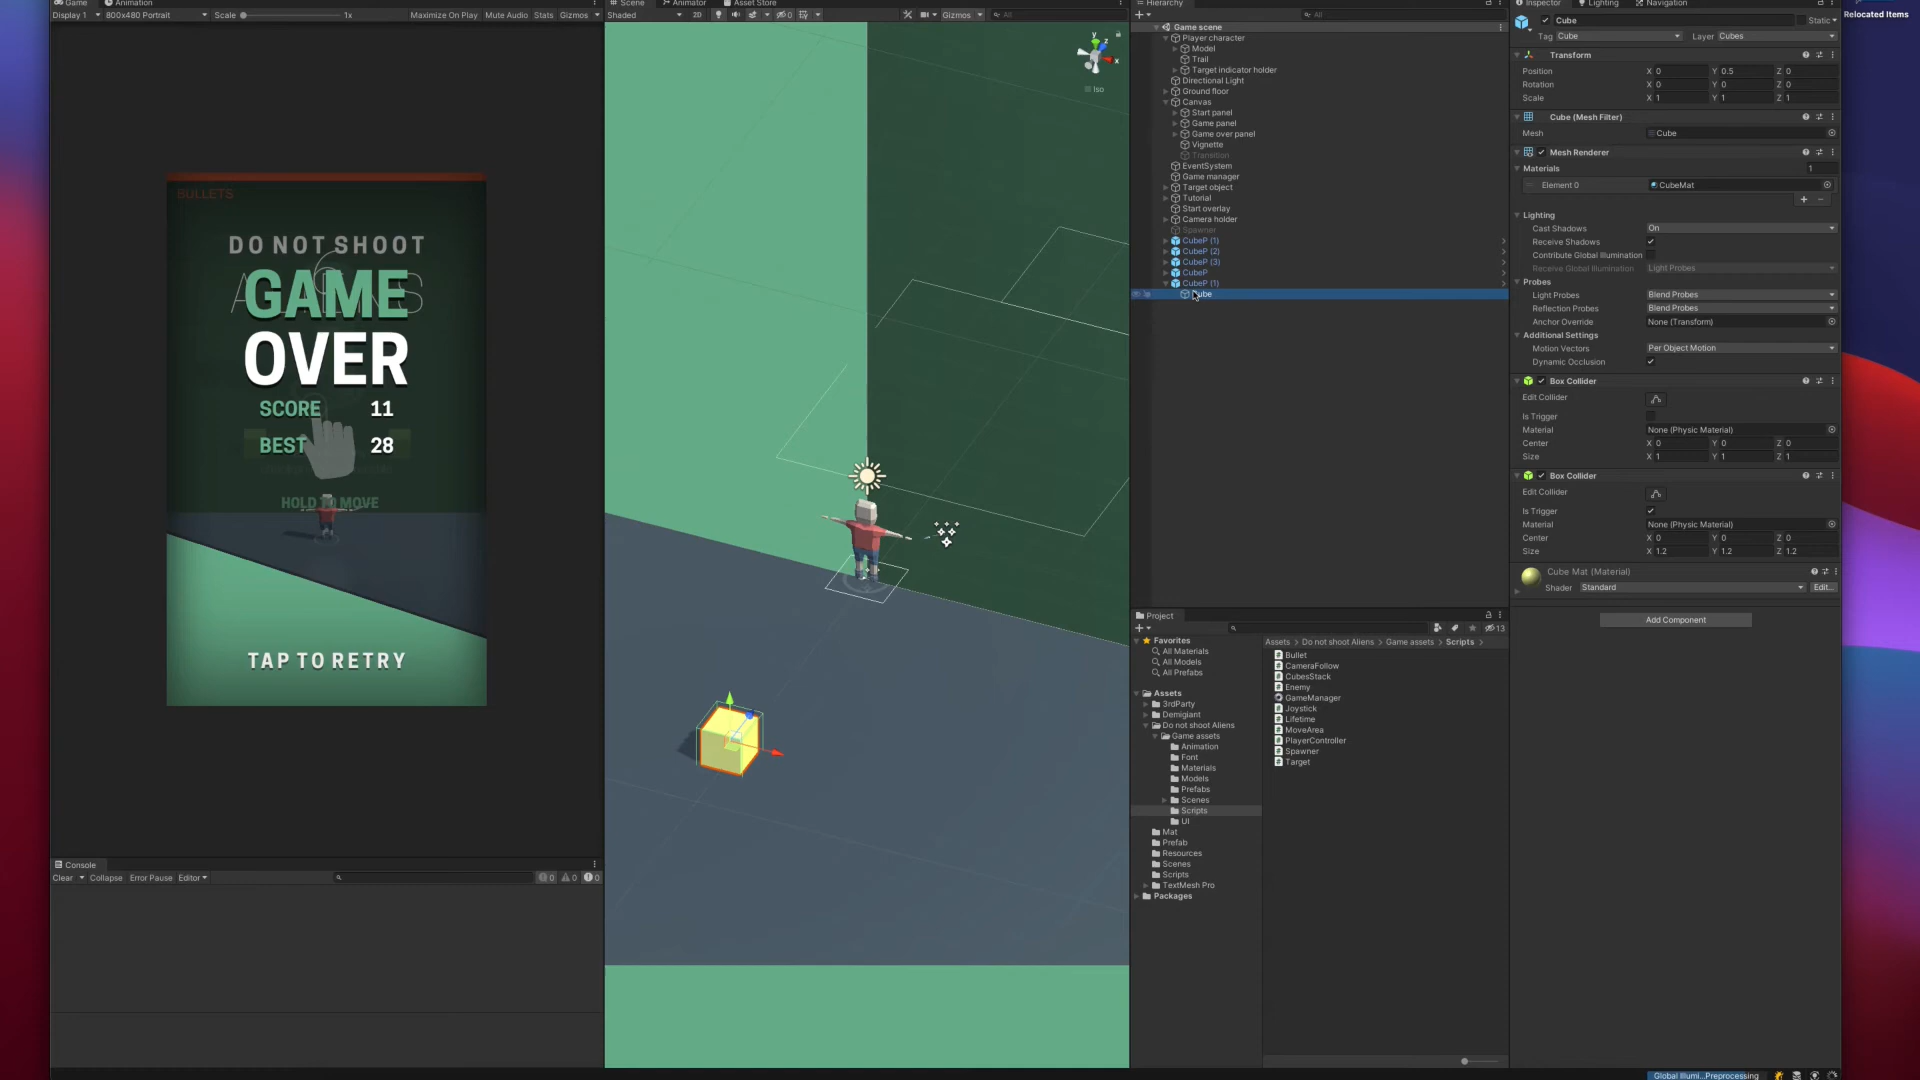 Game
Animation
Display 1
800x480 Portrait
Scale
1x
Maximize On Play
Mute Audio
Stats
Gizmos
BULLETS
DO NOT SHOOT
GAME
OVER
SCORE 11
BEST 28
HOLD TO MOVE
TAP TO RETRY
Console
Clear
Collapse
Error Pause
Editor
0
0
0
Scene
Animator
Asset Store
Shaded
2D
0
Gizmos
All
y
z
x
Iso
Hierarchy
All
Game scene
Player character
Model
Trail
Target indicator holder
Directional Light
Ground floor
Canvas
Start panel
Game panel
Game over panel
Vignette
Transition
EventSystem
Game manager
Target object
Tutorial
Start overlay
Camera holder
Spawner
CubeP (1)
CubeP (2)
CubeP (3)
CubeP
CubeP (1)
Cube
Project
13
Favorites
All Materials
All Models
All Prefabs
Assets
3rdParty
Demigiant
Do not shoot Aliens
Game assets
Animation
Font
Materials
Models
Prefabs
Scenes
Scripts
UI
Mat
Prefab
Resources
Scenes
Scripts
TextMesh Pro
Packages
Assets > Do not shoot Aliens > Game assets > Scripts >
Bullet
CameraFollow
CubesStack
Enemy
GameManager
Joystick
Lifetime
MoveArea
PlayerController
Spawner
Target
Inspector
Lighting
Navigation
Cube
Static
Tag Cube
Layer Cubes
Transform
Position X 0 Y 0.5 Z 0
Rotation X 0 Y 0 Z 0
Scale X 1 Y 1 Z 1
Cube (Mesh Filter)
Mesh Cube
Mesh Renderer
Materials 1
Element 0 CubeMat
Lighting
Cast Shadows On
Receive Shadows
Contribute Global Illumination
Receive Global Illumination Light Probes
Probes
Light Probes Blend Probes
Reflection Probes Blend Probes
Anchor Override None (Transform)
Additional Settings
Motion Vectors Per Object Motion
Dynamic Occlusion
Box Collider
Edit Collider
Is Trigger
Material None (Physic Material)
Center X 0 Y 0 Z 0
Size X 1 Y 1 Z 1
Box Collider
Edit Collider
Is Trigger
Material None (Physic Material)
Center X 0 Y 0 Z 0
Size X 1.2 Y 1.2 Z 1.2
Cube Mat (Material)
Shader Standard Edit...
Add Component
Global Illumi...Preprocessing
Relocated Items